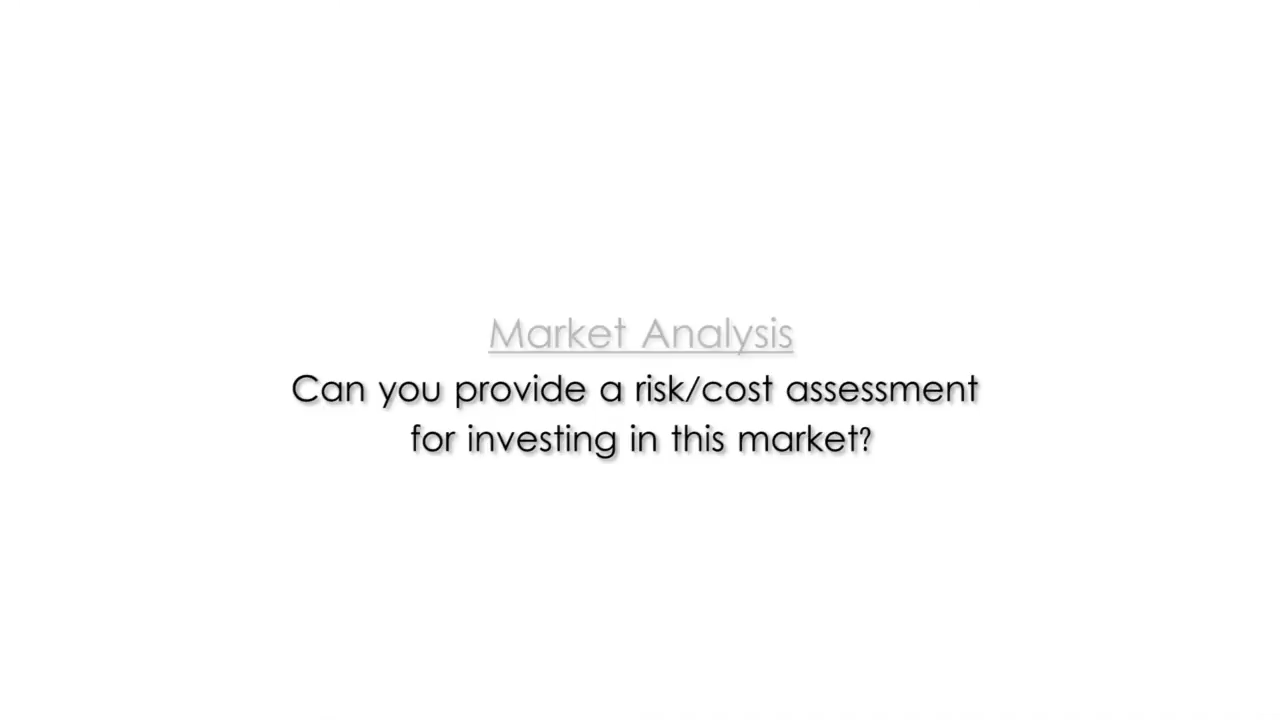 Market Analysis
Can you provide a risk/cost assessment
for investing in this market?